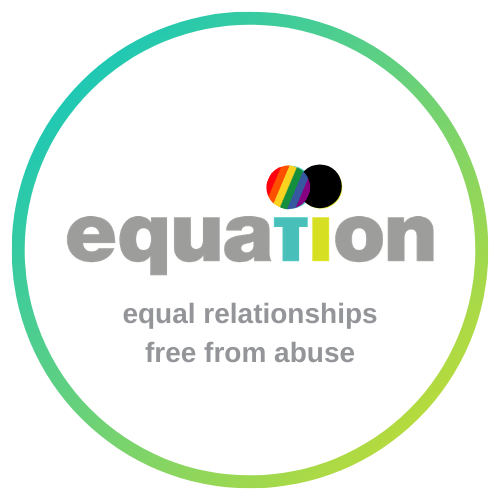 equation
equal relationships
free from abuse